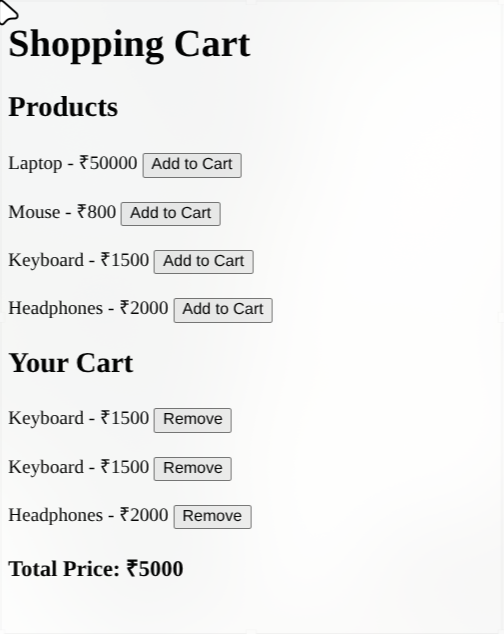 Shopping Cart
Products
Laptop - ₹50000 Add to Cart
Mouse - ₹800 Add to Cart
Keyboard - ₹1500 Add to Cart
Headphones - ₹2000 Add to Cart
Your Cart
Keyboard - ₹1500 Remove
Keyboard - ₹1500 Remove
Headphones - ₹2000 Remove
Total Price: ₹5000